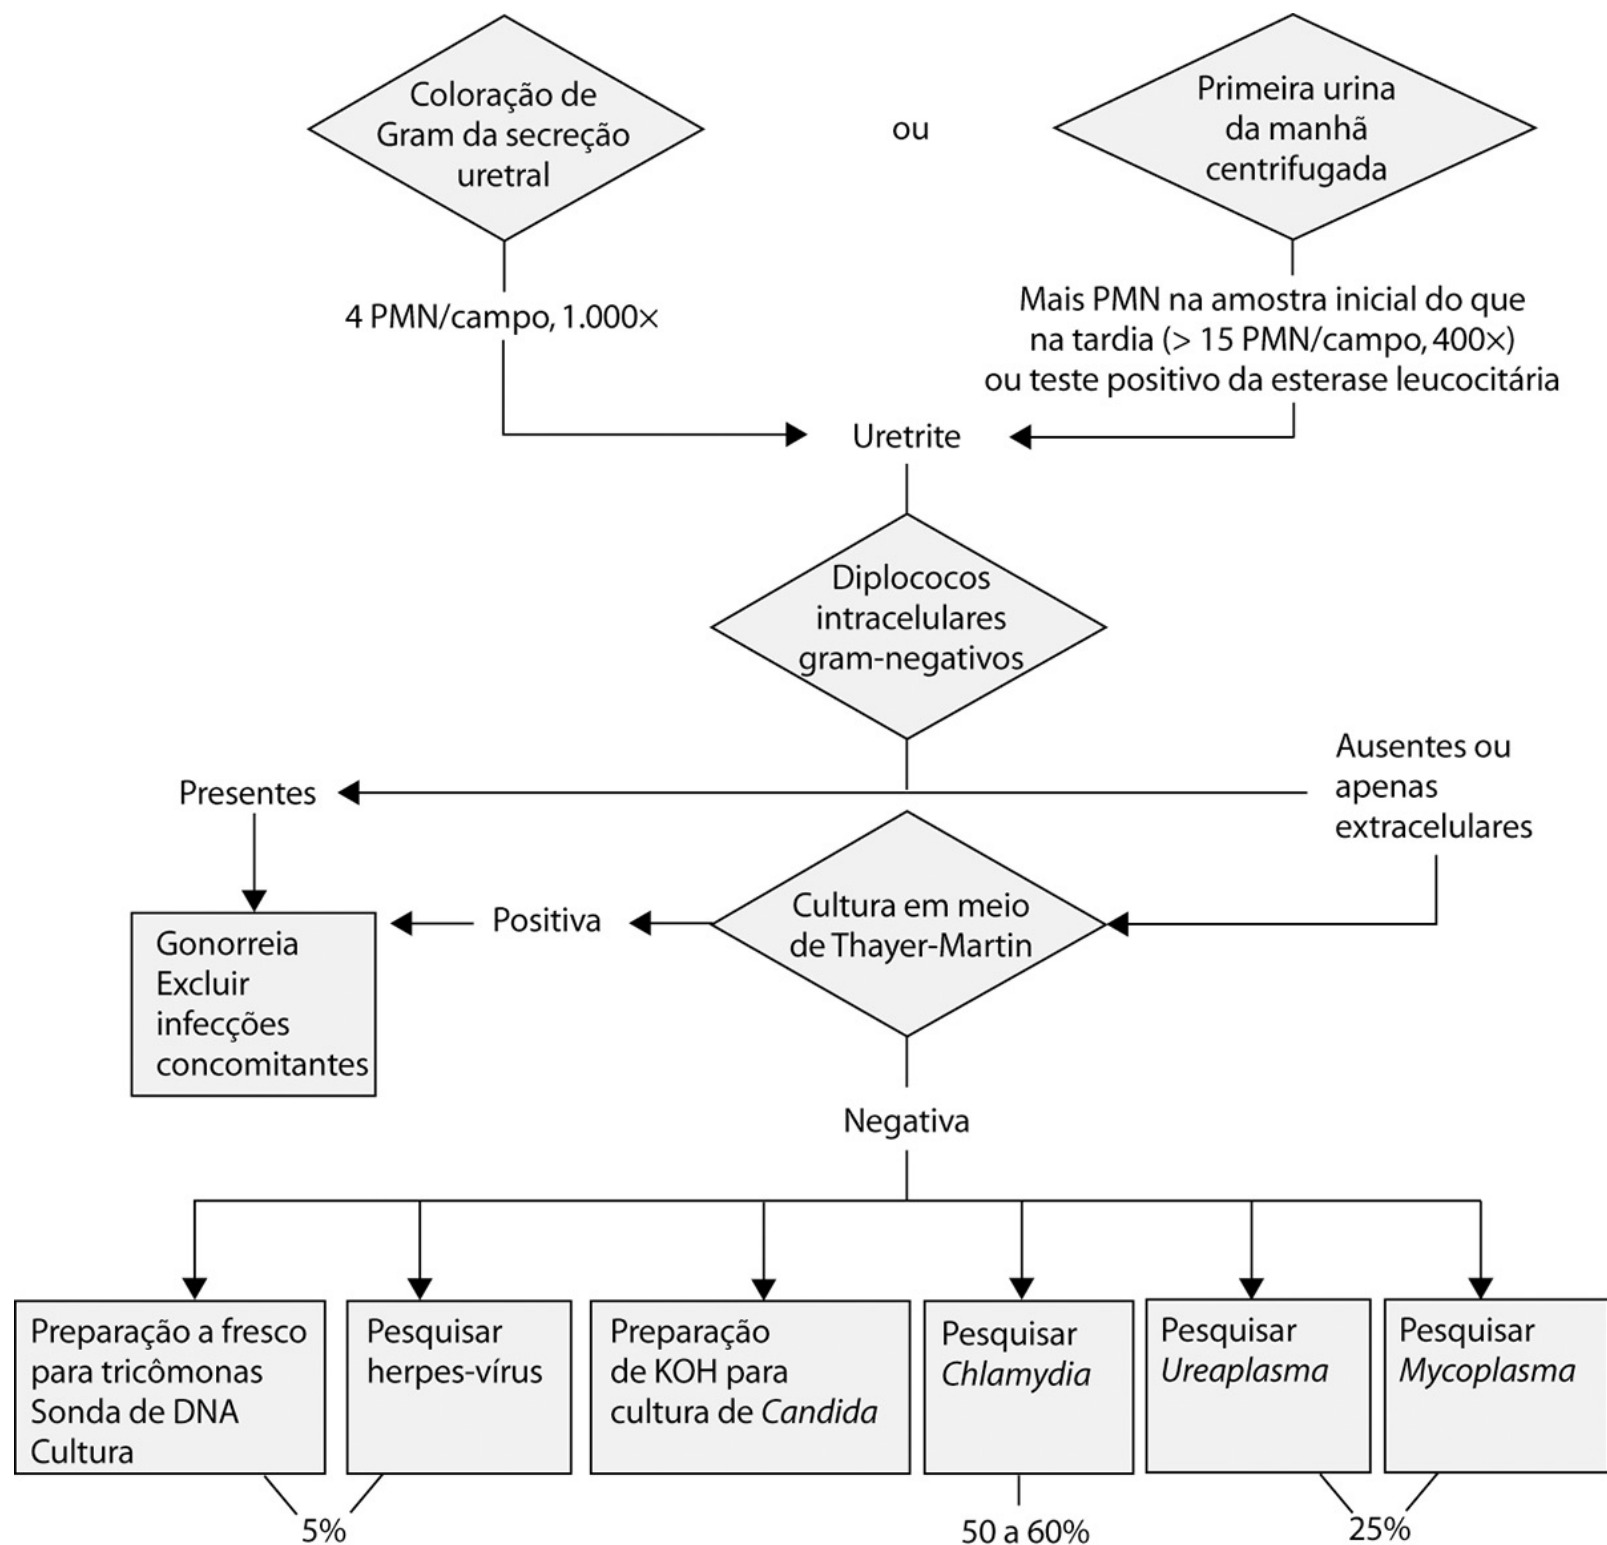 Coloração de
Gram da secreção
uretral
ou
Primeira urina
da manhã
centrifugada
4 PMN/campo, 1.000×
Mais PMN na amostra inicial do que
na tardia (> 15 PMN/campo, 400×)
ou teste positivo da esterase leucocitária
Uretrite
Diplococos
intracelulares
gram-negativos
Presentes
Ausentes ou
apenas
extracelulares
Gonorreia
Excluir
infecções
concomitantes
Positiva
Cultura em meio
de Thayer-Martin
Negativa
Preparação a fresco
para tricômonas
Sonda de DNA
Cultura
Pesquisar
herpes-vírus
Preparação
de KOH para
cultura de Candida
Pesquisar
Chlamydia
Pesquisar
Ureaplasma
Pesquisar
Mycoplasma
5%
50 a 60%
25%